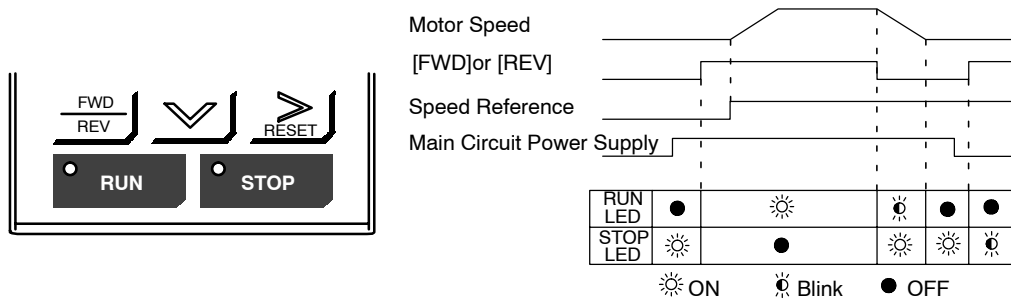 FWD
REV
RESET
RUN
STOP
Motor Speed
[FWD]or [REV]
Speed Reference
Main Circuit Power Supply
RUN
LED
STOP
LED
ON
Blink
OFF